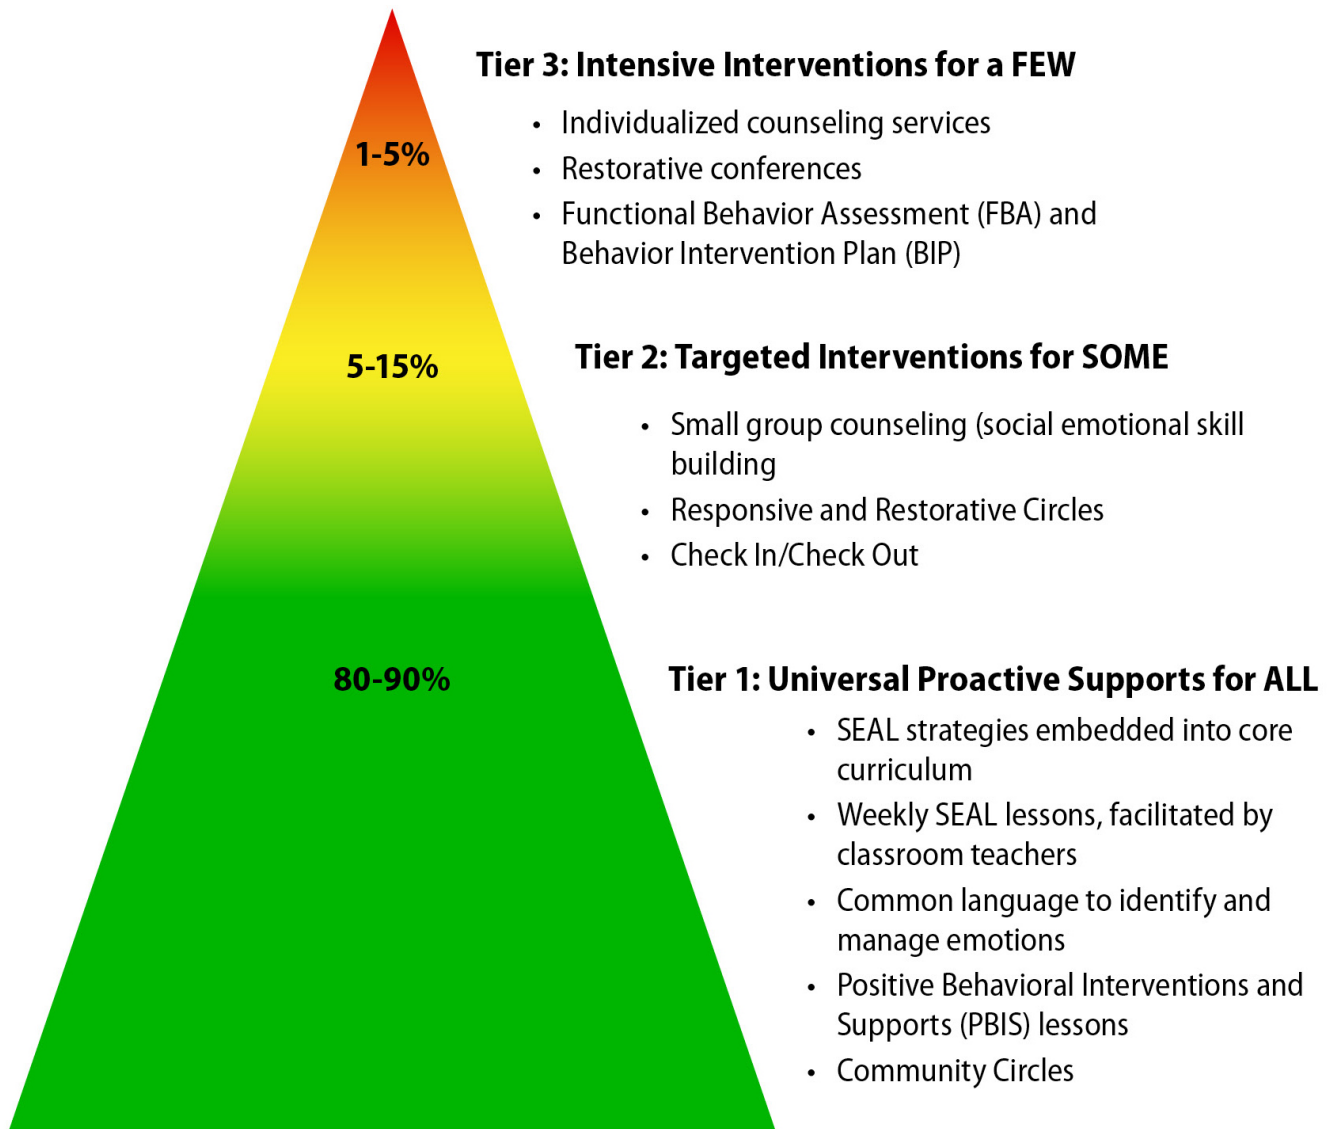 Tier 3: Intensive Interventions for a FEW
1-5%
• Individualized counseling services
• Restorative conferences
• Functional Behavior Assessment (FBA) and
Behavior Intervention Plan (BIP)
5-15%
Tier 2: Targeted Interventions for SOME
• Small group counseling (social emotional skill
building
• Responsive and Restorative Circles
• Check In/Check Out
80-90%
Tier 1: Universal Proactive Supports for ALL
• SEAL strategies embedded into core
curriculum
• Weekly SEAL lessons, facilitated by
classroom teachers
• Common language to identify and
manage emotions
• Positive Behavioral Interventions and
Supports (PBIS) lessons
• Community Circles